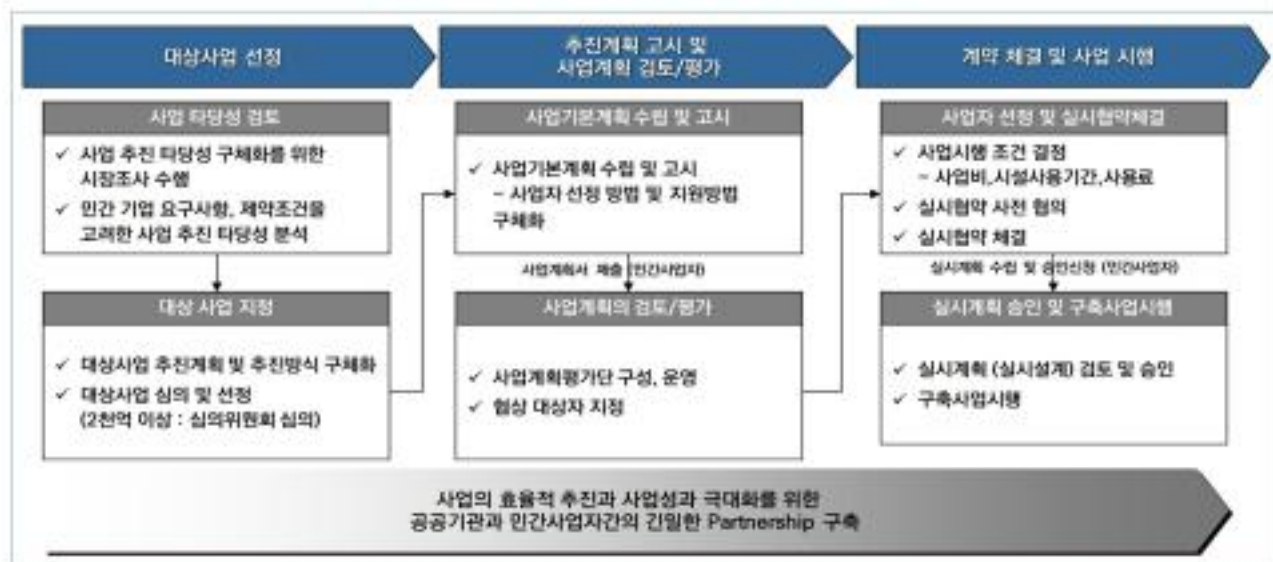 대상사업 선정
추진계획 고시 및
사업계획 검토/평가
계약 체결 및 사업 시행
사업 타당성 검토
✓ 사업 추진 타당성 구체화를 위한
시장조사 수행
✓ 민간 기업 요구사항, 제약조건을
고려한 사업 추진 타당성 분석
대상 사업 지정
✓ 대상사업 추진계획 및 추진방식 구체화
✓ 대상사업 심의 및 선정
(2천억 이상 : 심의위원회 심의)
사업기본계획 수립 및 고시
✓ 사업기본계획 수립 및 고시
- 사업자 선정 방법 및 지원방법
구체화
사업계획서 제출 (민간사업자)
사업계획의 검토/평가
✓ 사업계획평가단 구성, 운영
✓ 협상 대상자 지정
사업자 선정 및 실시협약체결
✓ 사업시행 조건 결정
- 사업비,시설사용기간,사용료
✓ 실시협약 사전 협의
✓ 실시협약 체결
실시계획 수립 및 승인신청 (민간사업자)
실시계획 승인 및 구축사업시행
✓ 실시계획 (실시설계) 검토 및 승인
✓ 구축사업시행
사업의 효율적 추진과 사업성과 극대화를 위한
공공기관과 민간사업자간의 긴밀한 Partnership 구축